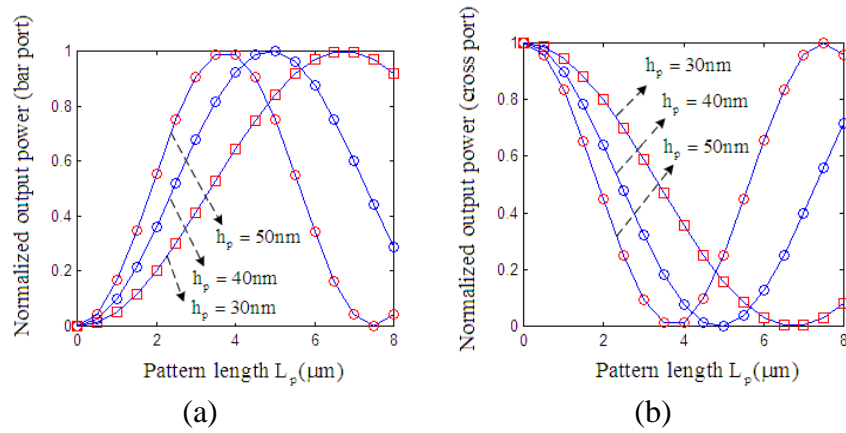 Normalized output power (bar port)
1
0.8
0.6
0.4
0.2
0
0 2 4 6 8
h_p = 50nm
h_p = 40nm
h_p = 30nm
Pattern length L_p(μm)
(a)
Normalized output power (cross port)
1
0.8
0.6
0.4
0.2
0
0 2 4 6 8
h_p = 30nm
h_p = 40nm
h_p = 50nm
Pattern length L_p(μm)
(b)